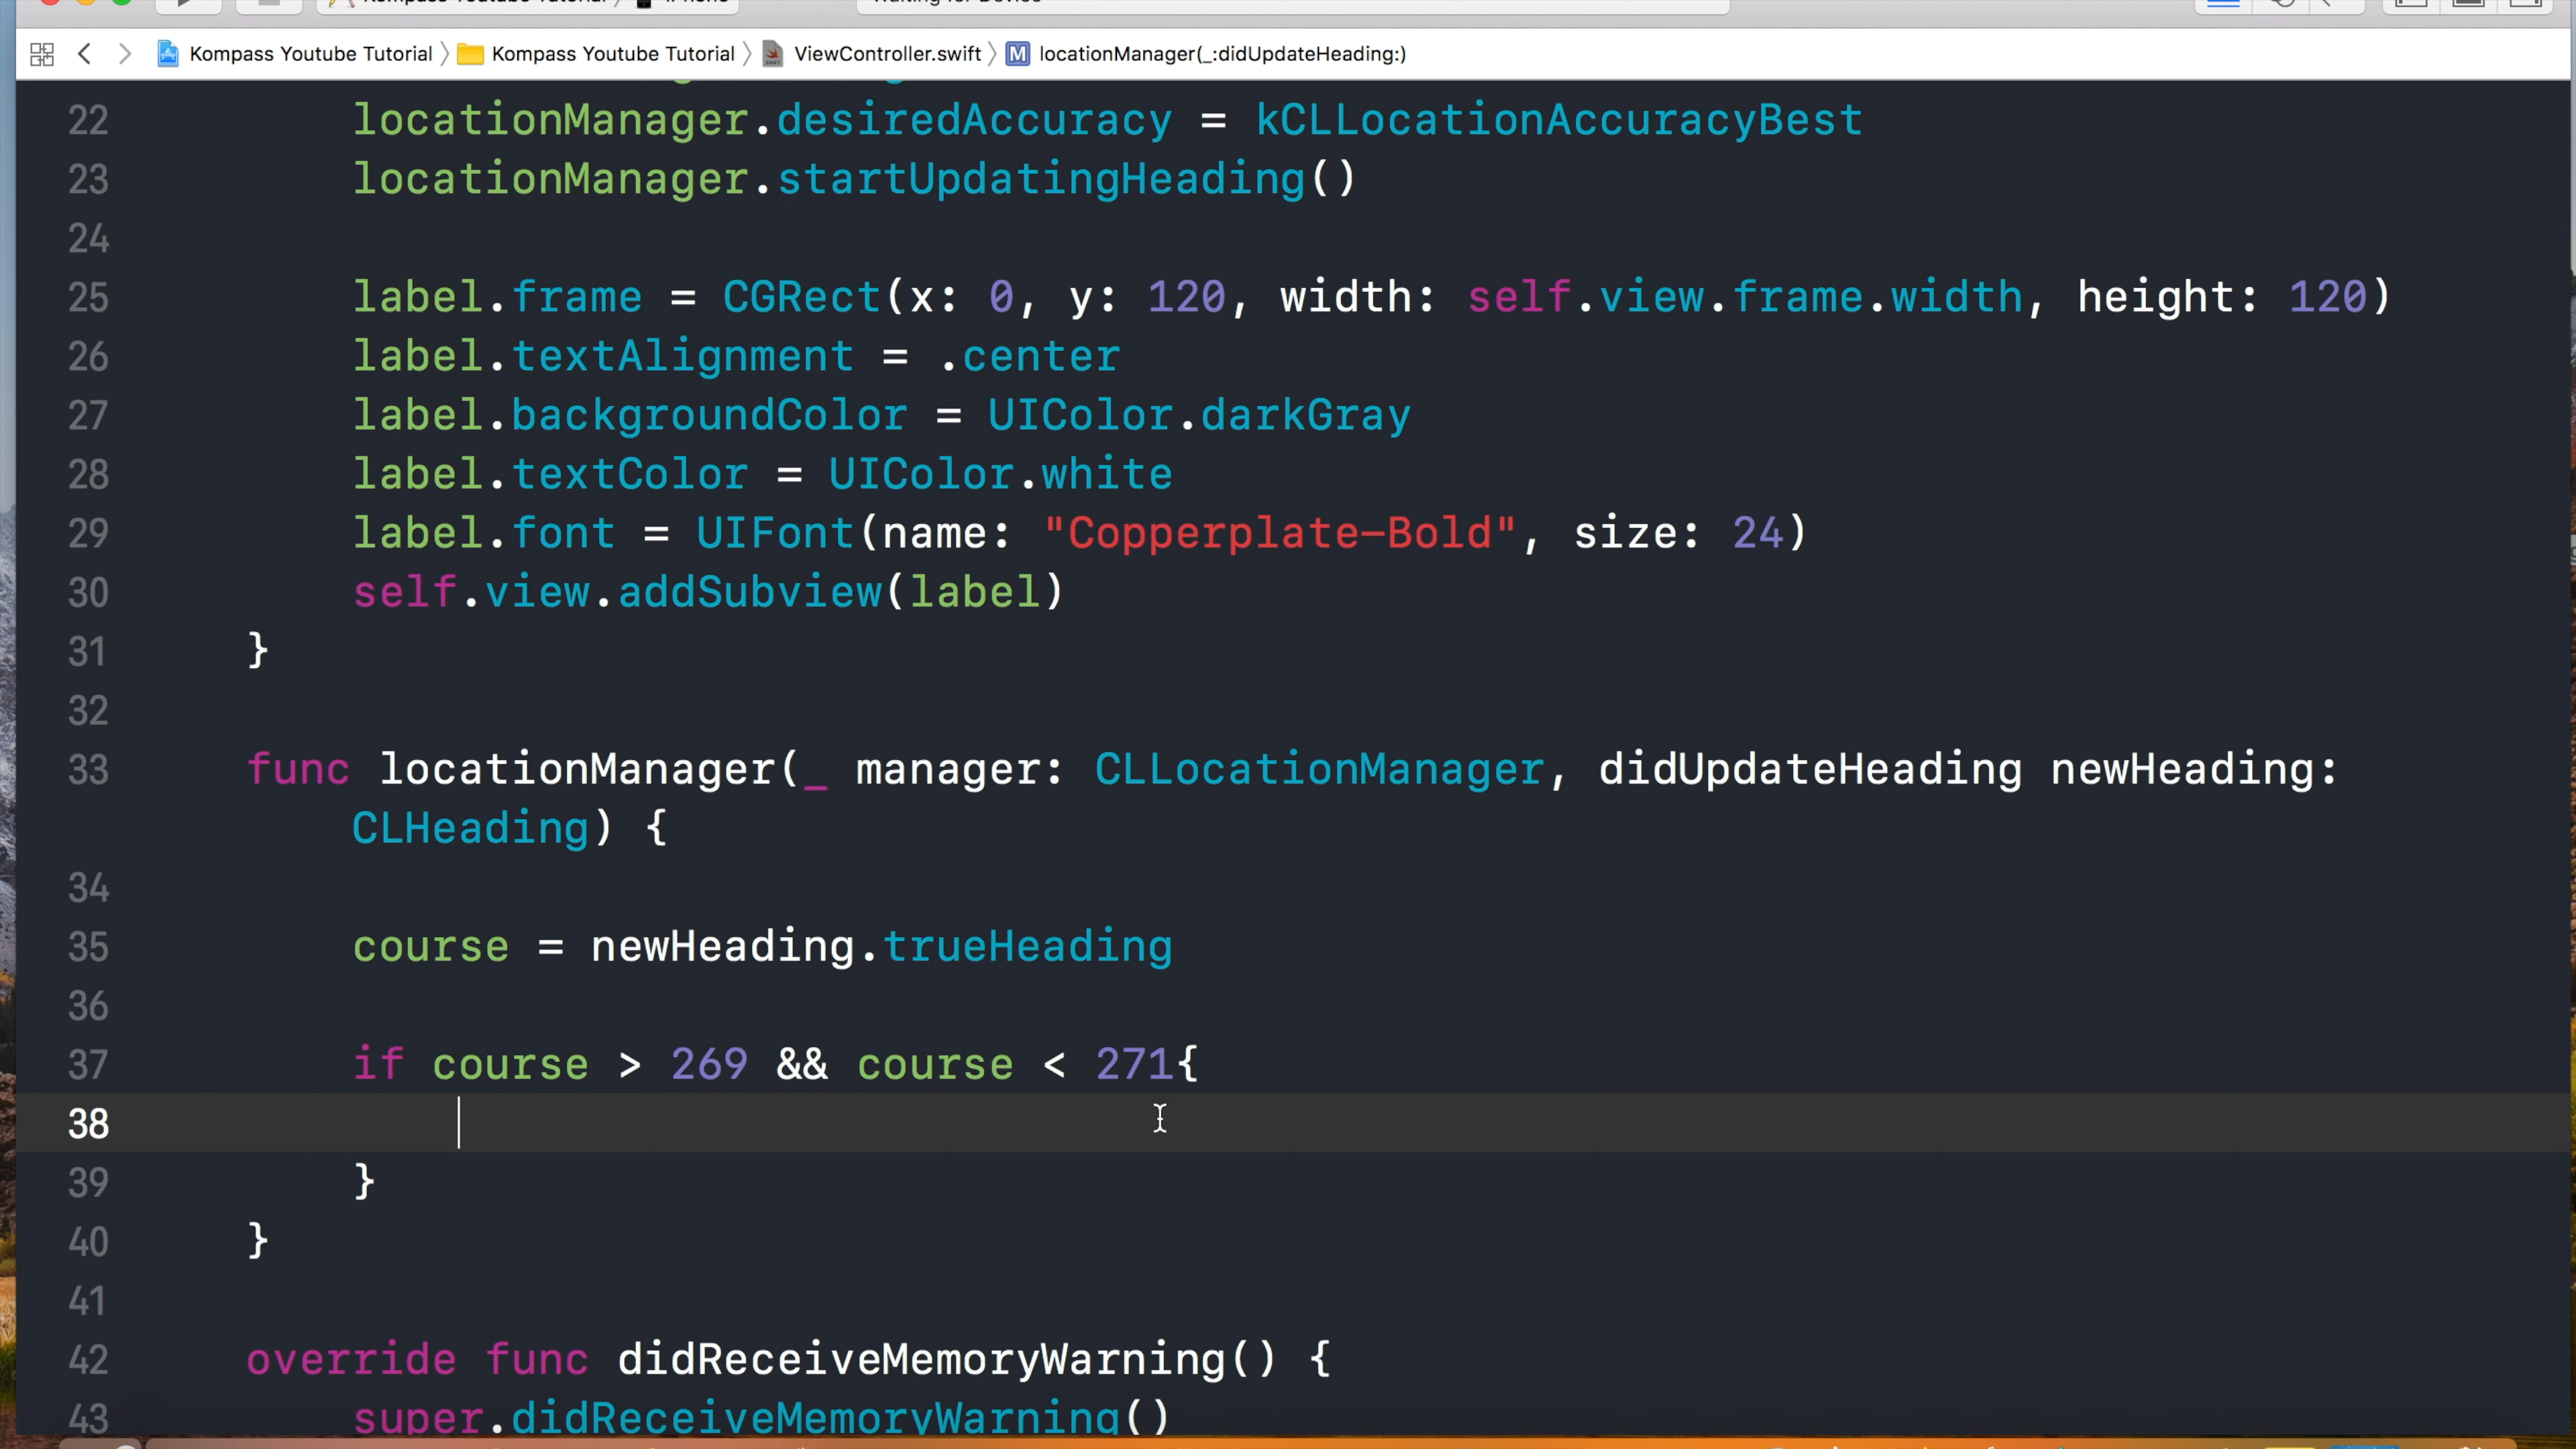 Kompass Youtube Tutorial Kompass Youtube Tutorial ViewController.swift M locationManager(_:didUpdateHeading:)
22 locationManager.desiredAccuracy = kCLLocationAccuracyBest
23 locationManager.startUpdatingHeading()
24
25 label.frame = CGRect(x: 0, y: 120, width: self.view.frame.width, height: 120)
26 label.textAlignment = .center
27 label.backgroundColor = UIColor.darkGray
28 label.textColor = UIColor.white
29 label.font = UIFont(name: "Copperplate-Bold", size: 24)
30 self.view.addSubview(label)
31 }
32
33 func locationManager(_ manager: CLLocationManager, didUpdateHeading newHeading:
CLHeading) {
34
35 course = newHeading.trueHeading
36
37 if course > 269 && course < 271{
38
39 }
40 }
41
42 override func didReceiveMemoryWarning() {
43 super.didReceiveMemoryWarning()